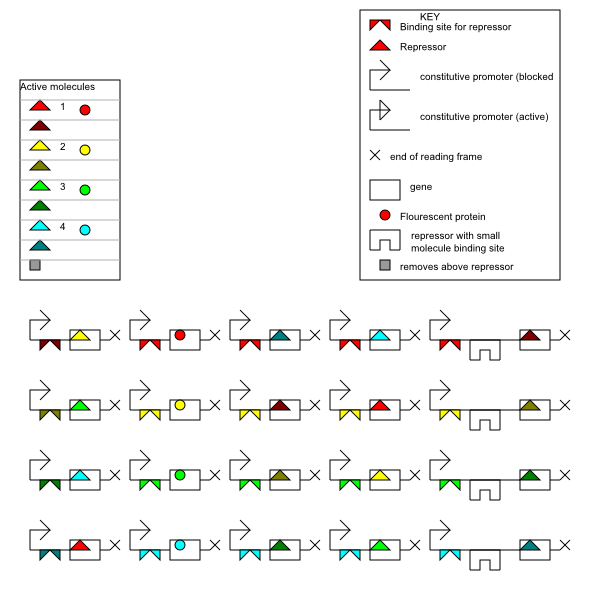 KEY
Binding site for repressor
Repressor
constitutive promoter (blocked
constitutive promoter (active)
end of reading frame
gene
Flourescent protein
repressor with small
molecule binding site
removes above repressor
Active molecules
1
2
3
4